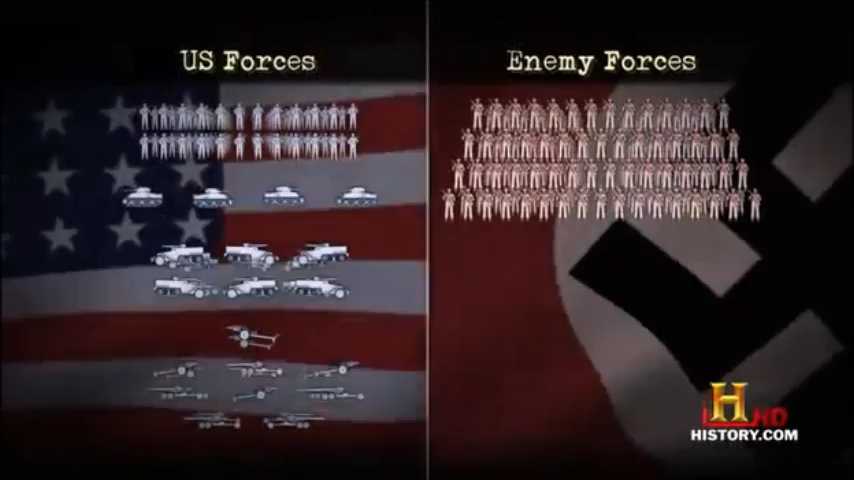 US Forces
Enemy Forces
H
HD
HISTORY.COM